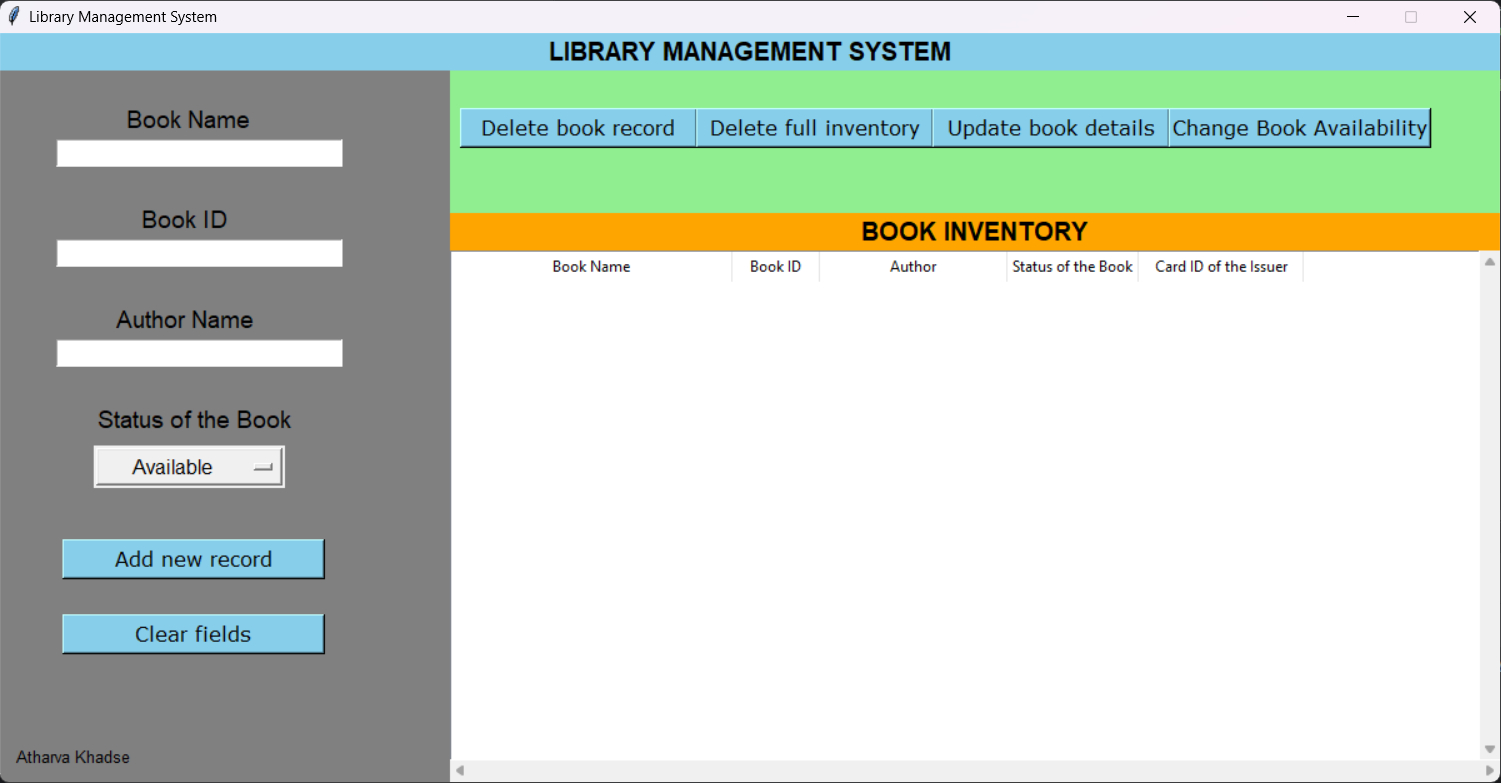 Library Management System
LIBRARY MANAGEMENT SYSTEM
Book Name
Book ID
Author Name
Status of the Book
Available
Add new record
Clear fields
Atharva Khadse
Delete book record Delete full inventory Update book details Change Book Availability
BOOK INVENTORY
Book Name Book ID Author Status of the Book Card ID of the Issuer